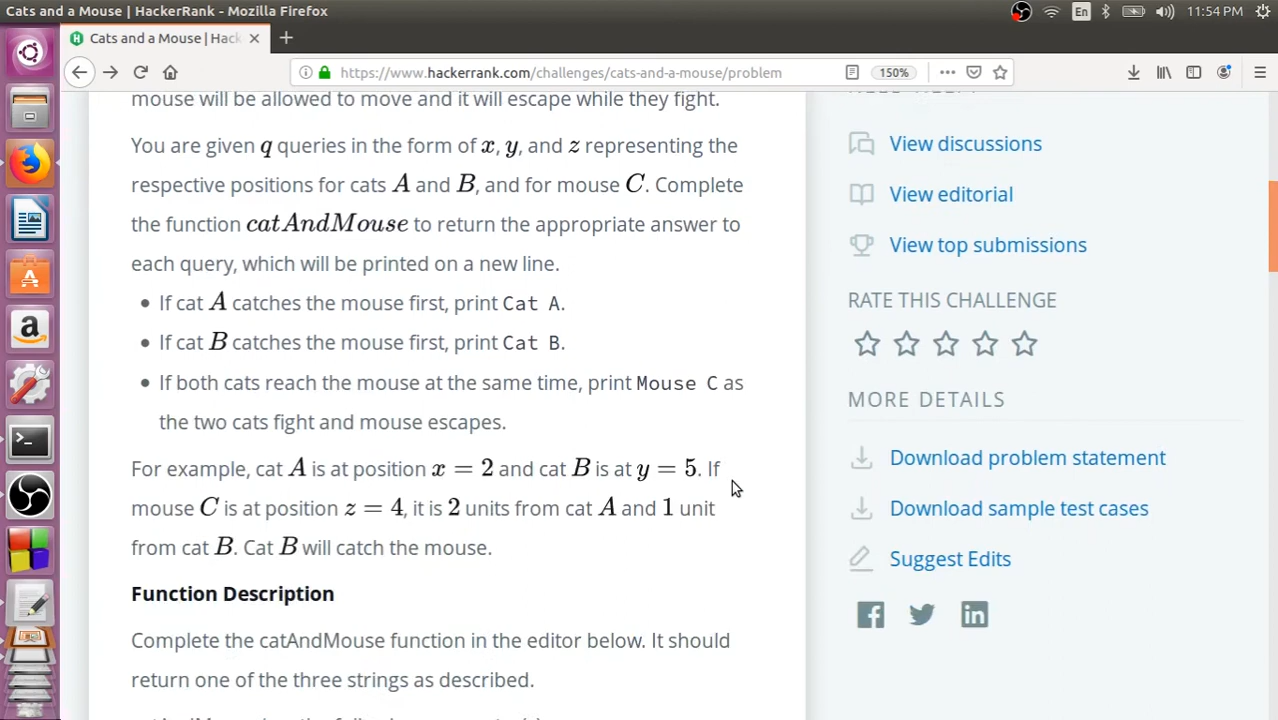 Cats and a Mouse | HackerRank - Mozilla Firefox
En
11:54 PM
Cats and a Mouse | Hack
https://www.hackerrank.com/challenges/cats-and-a-mouse/problem
150%
mouse will be allowed to move and it will escape while they fight.
You are given q queries in the form of x, y, and z representing the
respective positions for cats A and B, and for mouse C. Complete
the function catAndMouse to return the appropriate answer to
each query, which will be printed on a new line.
• If cat A catches the mouse first, print Cat A.
• If cat B catches the mouse first, print Cat B.
• If both cats reach the mouse at the same time, print Mouse C as
the two cats fight and mouse escapes.
For example, cat A is at position x = 2 and cat B is at y = 5. If
mouse C is at position z = 4, it is 2 units from cat A and 1 unit
from cat B. Cat B will catch the mouse.
Function Description
Complete the catAndMouse function in the editor below. It should
return one of the three strings as described.
View discussions
View editorial
View top submissions
RATE THIS CHALLENGE
MORE DETAILS
Download problem statement
Download sample test cases
Suggest Edits